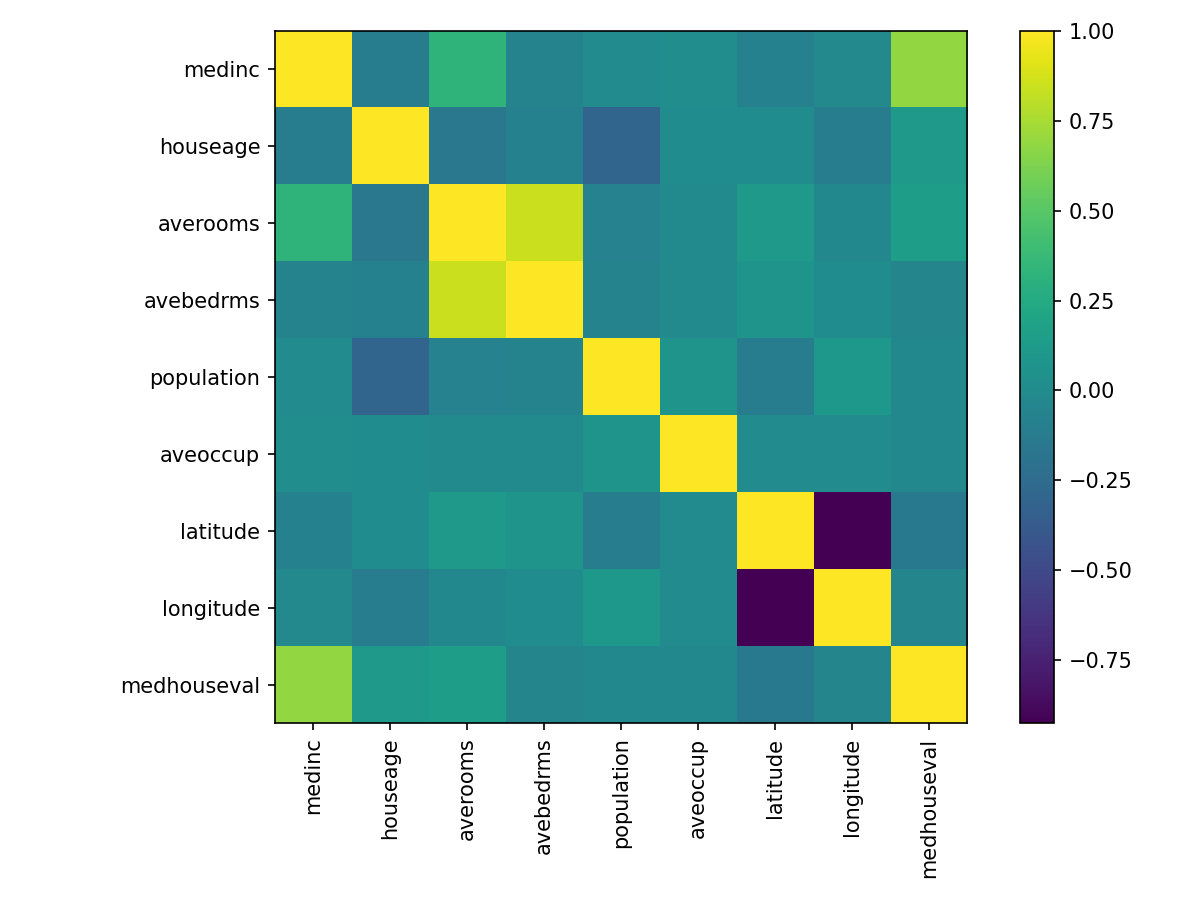 medinc
houseage
averooms
avebedrms
population
aveoccup
latitude
longitude
medhouseval
medinc
houseage
averooms
avebedrms
population
aveoccup
latitude
longitude
medhouseval
1.00
0.75
0.50
0.25
0.00
−0.25
−0.50
−0.75